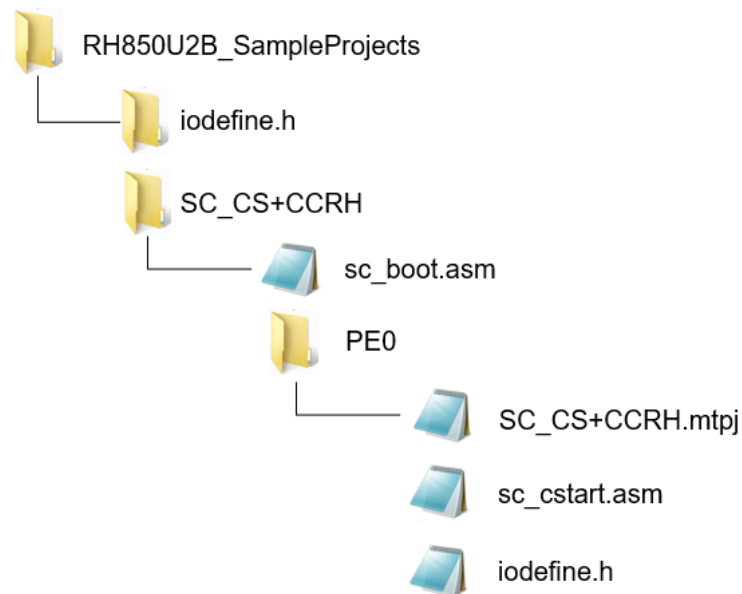 RH850U2B_SampleProjects
iodefine.h
SC_CS+CCRH
sc_boot.asm
PE0
SC_CS+CCRH.mtpj
sc_cstart.asm
iodefine.h